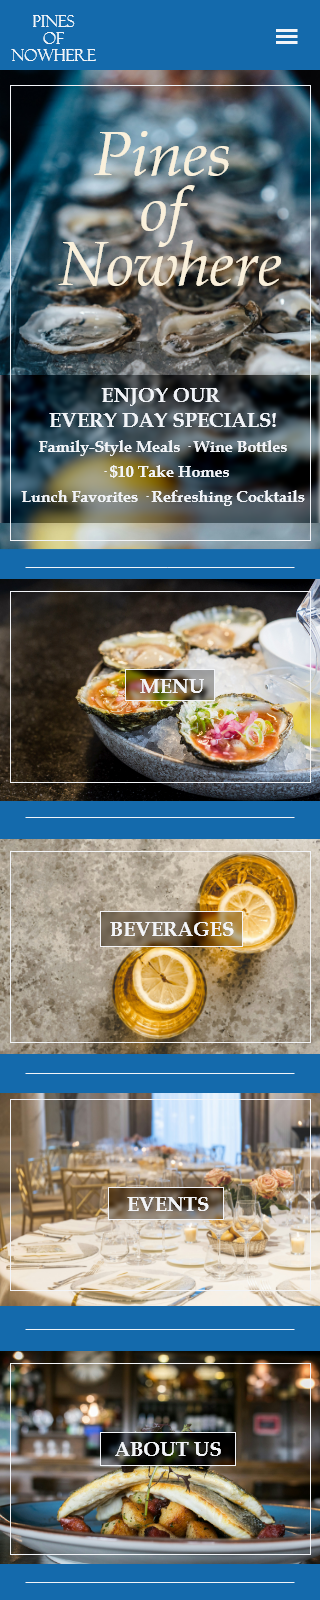 PINES
OF
NOWHERE
Pines
of
Nowhere
ENJOY OUR
EVERY DAY SPECIALS!
Family-Style Meals ·Wine Bottles
·$10 Take Homes
Lunch Favorites ·Refreshing Cocktails
MENU
BEVERAGES
EVENTS
ABOUT US